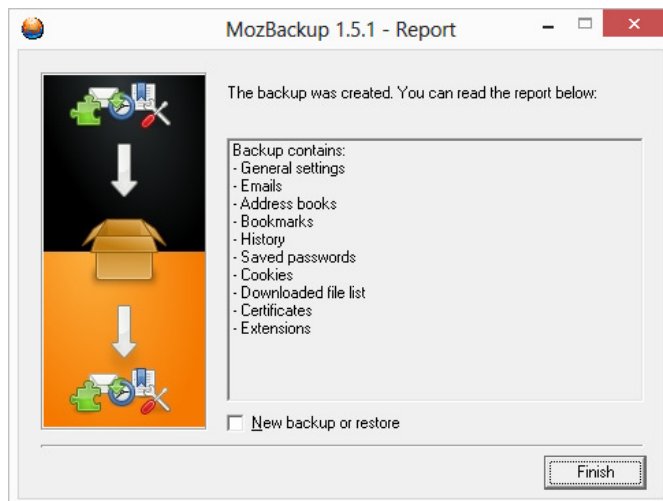 MozBackup 1.5.1 - Report
The backup was created. You can read the report below:
Backup contains:
- General settings
- Emails
- Address books
- Bookmarks
- History
- Saved passwords
- Cookies
- Downloaded file list
- Certificates
- Extensions
New backup or restore
Finish